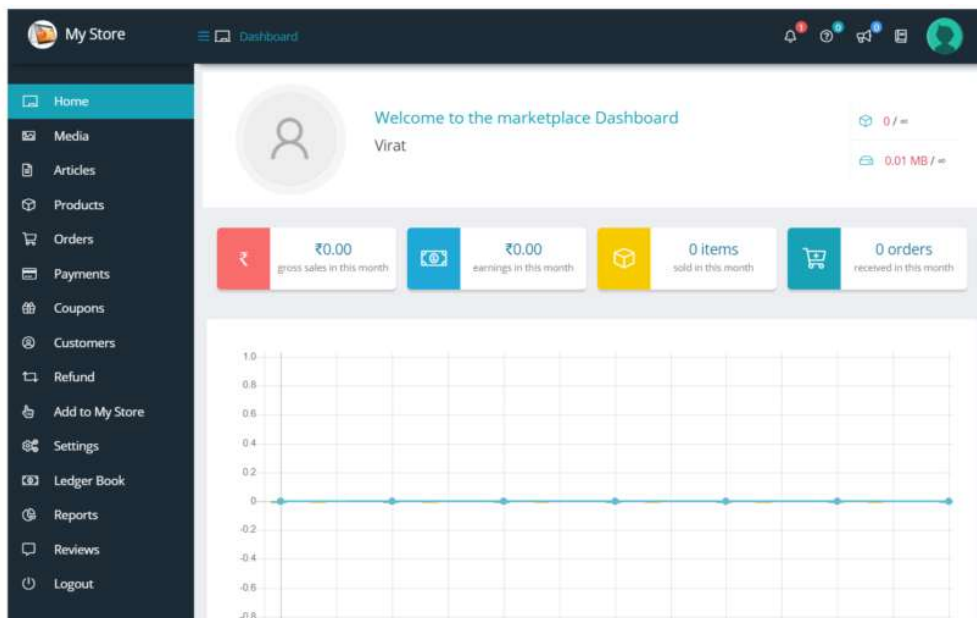 My Store
Dashboard
1
0
0
Home
Media
Articles
Products
Orders
Payments
Coupons
Customers
Refund
Add to My Store
Settings
Ledger Book
Reports
Reviews
Logout
Welcome to the marketplace Dashboard
Virat
0 / ∞
0.01 MB / ∞
₹
₹0.00
gross sales in this month
₹0.00
earnings in this month
0 items
sold in this month
0 orders
received in this month
1.0
0.8
0.6
0.4
0.2
0
-0.2
-0.4
-0.6
-0.8